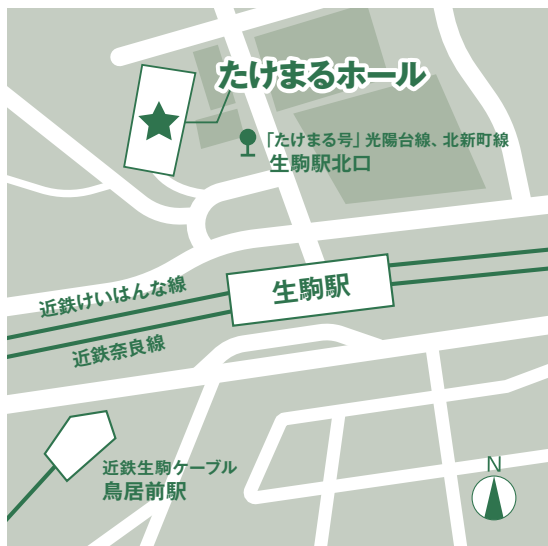 たけまるホール
「たけまる号」光陽台線、北新町線
生駒駅北口
近鉄けいはんな線
生駒駅
近鉄奈良線
近鉄生駒ケーブル
鳥居前駅
N